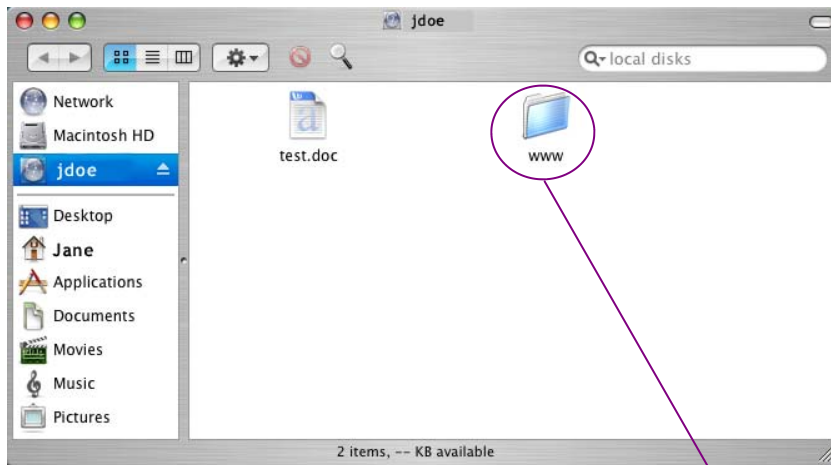 jdoe
local disks
Network
Macintosh HD
jdoe
Desktop
Jane
Applications
Documents
Movies
Music
Pictures
test.doc
www
2 items, -- KB available